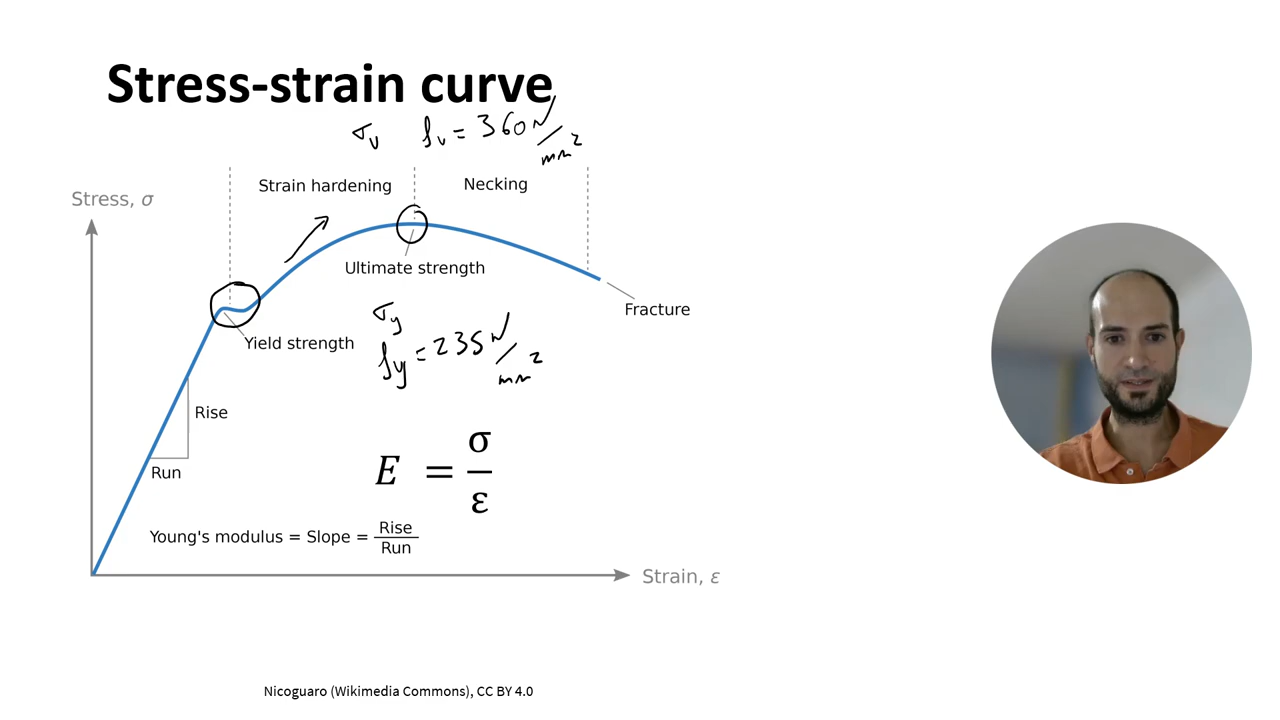 Stress-strain curve
σu fu = 360 N/mm²
Strain hardening
Necking
Stress, σ
Ultimate strength
Fracture
σy
Yield strength
fy = 235 N/mm²
Rise
Run
E = σ/ε
Young's modulus = Slope = Rise/Run
Strain, ε
Nicoguaro (Wikimedia Commons), CC BY 4.0